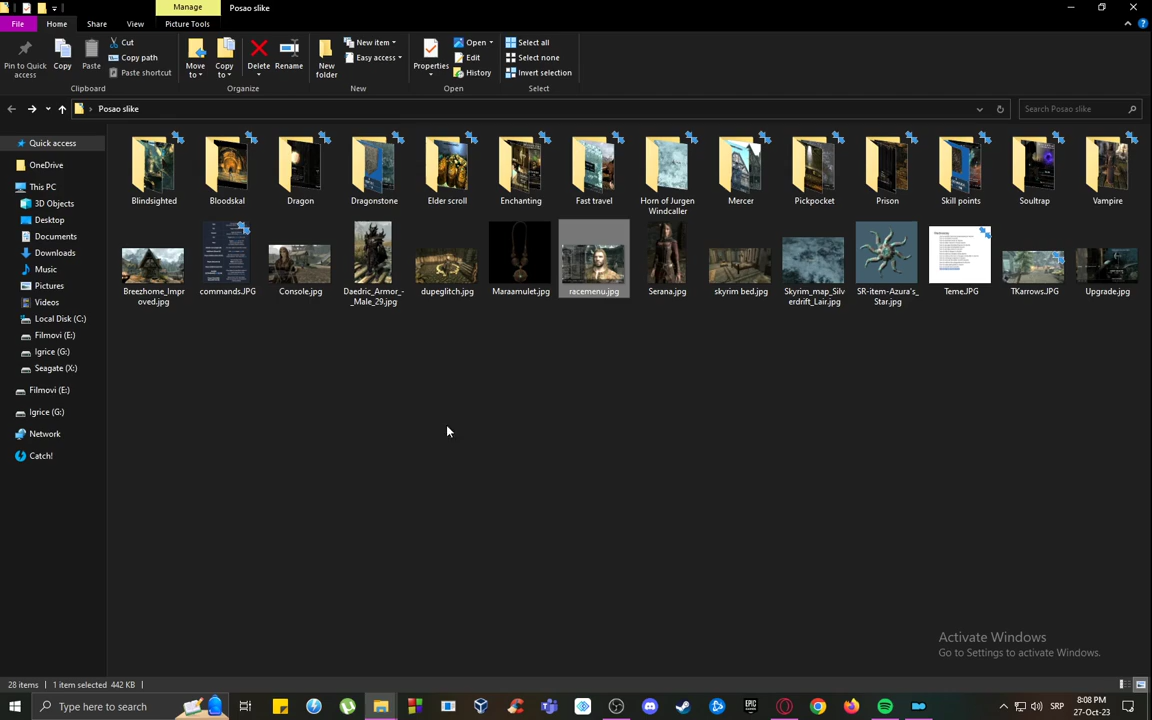 Manage
Posao slike
File
Home
Share
View
Picture Tools
Pin to Quick
access
Copy
Paste
Cut
Copy path
Paste shortcut
Clipboard
Move
to
Copy
to
Delete
Rename
Organize
New
folder
New item
Easy access
New
Properties
Open
Edit
History
Open
Select all
Select none
Invert selection
Select
Posao slike
Search Posao slike
Quick access
OneDrive
This PC
3D Objects
Desktop
Documents
Downloads
Music
Pictures
Videos
Local Disk (C:)
Filmovi (E:)
Igrice (G:)
Seagate (X:)
Filmovi (E:)
Igrice (G:)
Network
Catch!
Blindsighted
Bloodskal
Dragon
Dragonstone
Elder scroll
Enchanting
Fast travel
Horn of Jurgen
Windcaller
Mercer
Pickpocket
Prison
Skill points
Soultrap
Vampire
Breezhome_Impr
oved.jpg
commands.JPG
Console.jpg
Daedric_Armor_-
_Male_29.jpg
dupeglitch.jpg
Maraamulet.jpg
racemenu.jpg
Serana.jpg
skyrim bed.jpg
Skyrim_map_Silv
erdrift_Lair.jpg
SR-item-Azura's_
Star.jpg
Teme.JPG
TKarrows.JPG
Upgrade.jpg
Activate Windows
Go to Settings to activate Windows.
28 items
1 item selected 442 KB
Type here to search
EPIC
SRP
8:08 PM
27-Oct-23